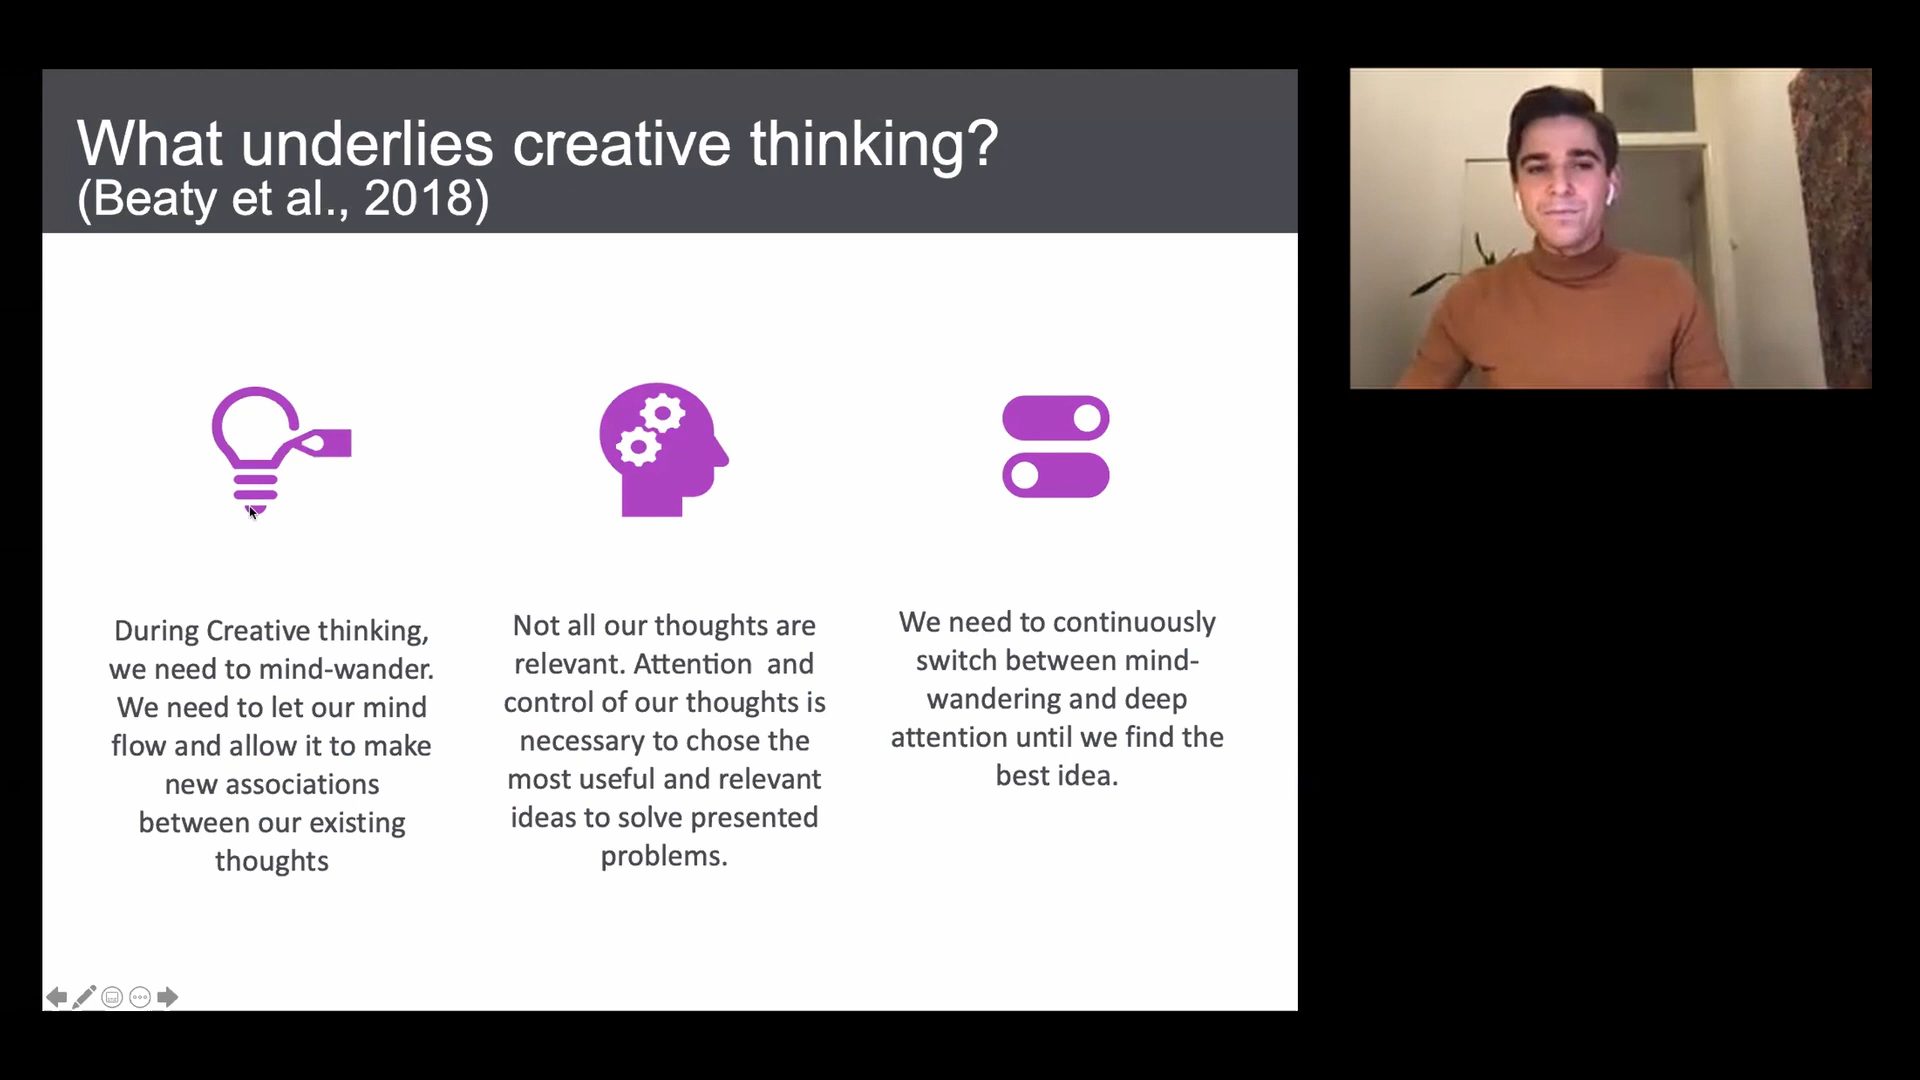 What underlies creative thinking?
(Beaty et al., 2018)
During Creative thinking,
we need to mind-wander.
We need to let our mind
flow and allow it to make
new associations
between our existing
thoughts
Not all our thoughts are
relevant. Attention  and
control of our thoughts is
necessary to chose the
most useful and relevant
ideas to solve presented
problems.
We need to continuously
switch between mind-
wandering and deep
attention until we find the
best idea.